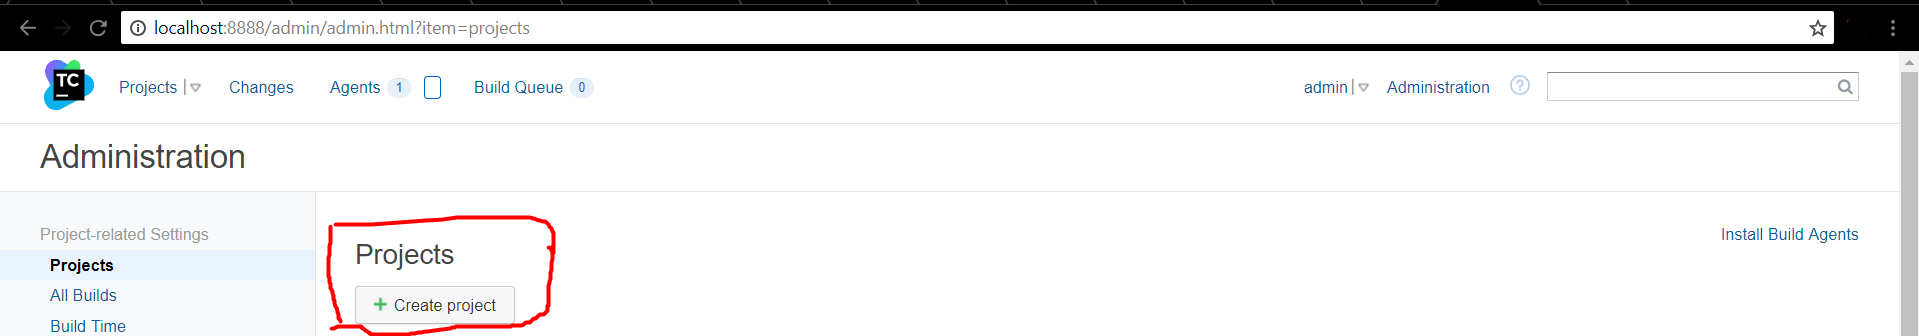 localhost:8888/admin/admin.html?item=projects
TC Projects Changes Agents 1 Build Queue 0 admin Administration ?
Administration
Project-related Settings
Projects
All Builds
Build Time
Projects
+ Create project
Install Build Agents